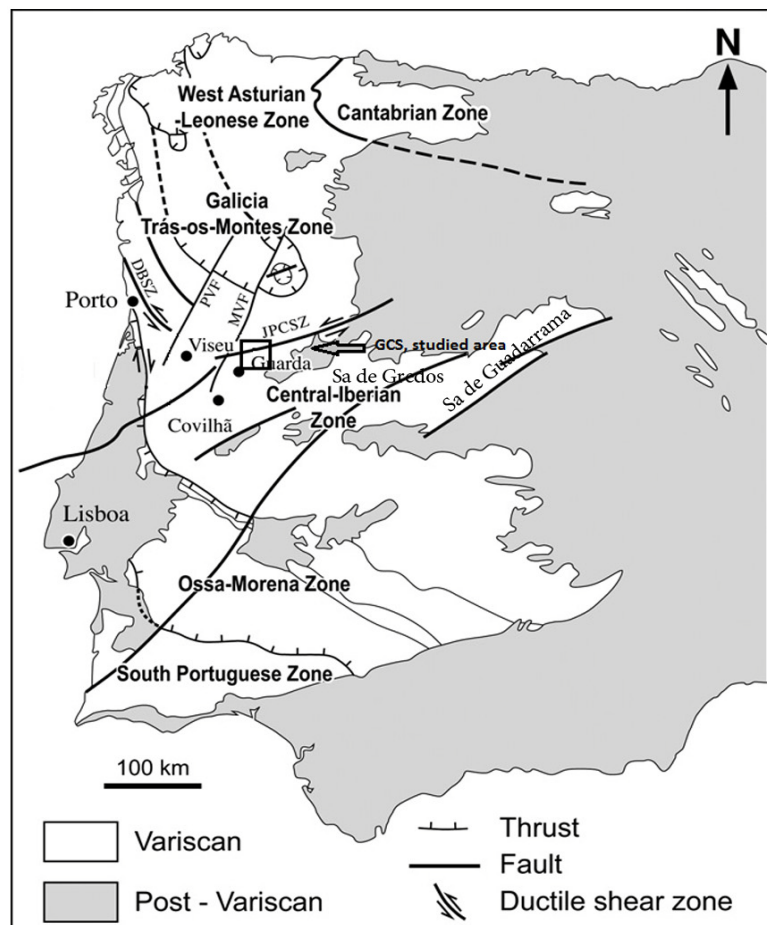 N
West Asturian
Leonese Zone
Cantabrian Zone
Galicia
Trás-os-Montes Zone
DBSZ
PVF
MVF
Porto
JPCSZ
Viseu
GCS, studied area
Guarda
Sa de Gredos
Sa de Guadarrama
Central-Iberian
Zone
Covilhã
Lisboa
Ossa-Morena Zone
South Portuguese Zone
100 km
Variscan
Post - Variscan
Thrust
Fault
Ductile shear zone